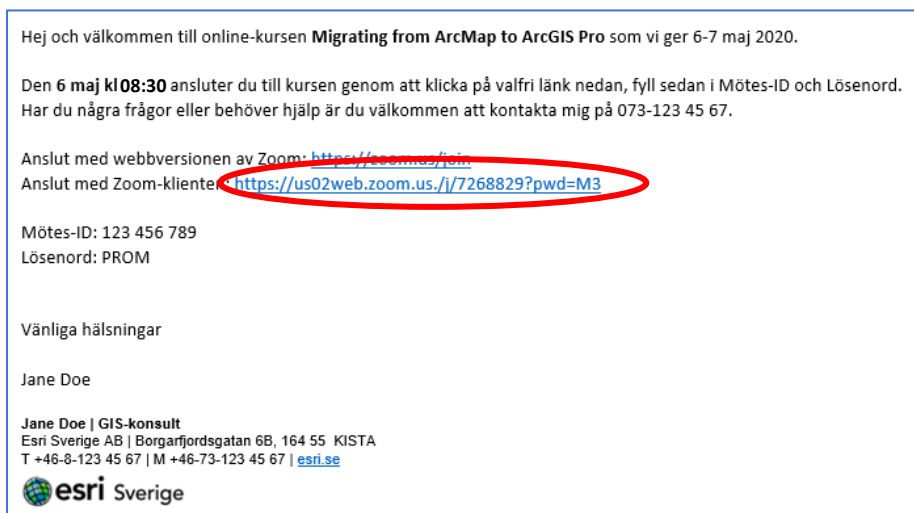 Hej och välkommen till online-kursen Migrating from ArcMap to ArcGIS Pro som vi ger 6-7 maj 2020.
Den 6 maj kl 08:30 ansluter du till kursen genom att klicka på valfri länk nedan, fyll sedan i Mötes-ID och Lösenord.
Har du några frågor eller behöver hjälp är du välkommen att kontakta mig på 073-123 45 67.
Anslut med webbversionen av Zoom: https://zoom.us/join
Anslut med Zoom-klienten: https://us02web.zoom.us./j/7268829?pwd=M3
Mötes-ID: 123 456 789
Lösenord: PROM
Vänliga hälsningar
Jane Doe
Jane Doe | GIS-konsult
Esri Sverige AB | Borgarfjordsgatan 6B, 164 55 KISTA
T +46-8-123 45 67 | M +46-73-123 45 67 | esri.se
esri Sverige